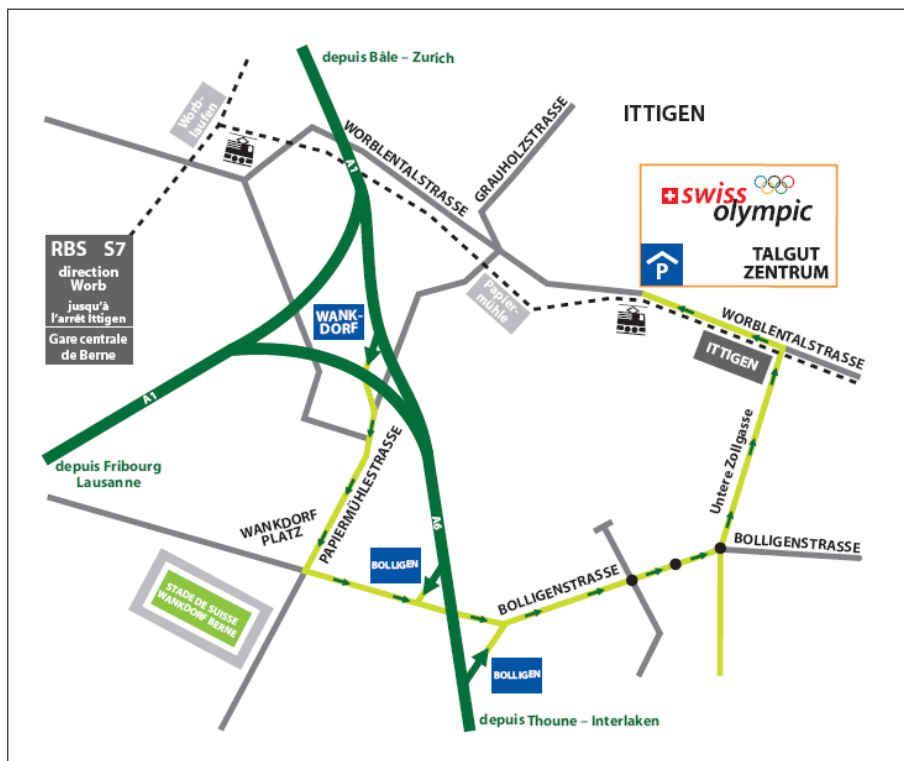 depuis Bâle – Zurich
Worb-
laufen
A1
WORBLENTALSTRASSE
GRAUHOLZSTRASSE
ITTIGEN
swiss
olympic
TALGUT
ZENTRUM
P
RBS S7
direction
Worb
jusqu'à
l'arrêt Ittigen
Gare centrale
de Berne
WANK-
DORF
Papier-
mühle
WORBLENTALSTRASSE
ITTIGEN
A1
depuis Fribourg
Lausanne
PAPIERMÜHLESTRASSE
A6
Untere Zollgasse
WANKDORF
PLATZ
BOLLIGEN
BOLLIGENSTRASSE
BOLLIGENSTRASSE
STADE DE SUISSE
WANKDORF BERNE
BOLLIGEN
depuis Thoune – Interlaken